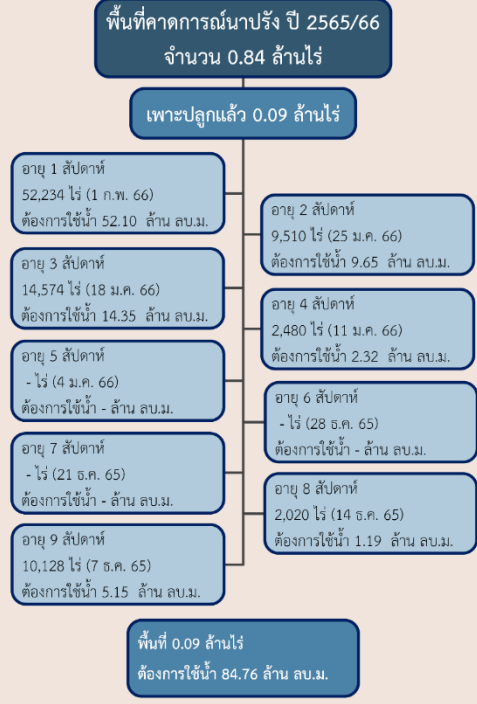 พื้นที่คาดการณ์นาปรัง ปี 2565/66
จำนวน 0.84 ล้านไร่
เพาะปลูกแล้ว 0.09 ล้านไร่
อายุ 1 สัปดาห์
52,234 ไร่ (1 ก.พ. 66)
ต้องการใช้น้ำ 52.10 ล้าน ลบ.ม.
อายุ 2 สัปดาห์
9,510 ไร่ (25 ม.ค. 66)
ต้องการใช้น้ำ 9.65 ล้าน ลบ.ม.
อายุ 3 สัปดาห์
14,574 ไร่ (18 ม.ค. 66)
ต้องการใช้น้ำ 14.35 ล้าน ลบ.ม.
อายุ 4 สัปดาห์
2,480 ไร่ (11 ม.ค. 66)
ต้องการใช้น้ำ 2.32 ล้าน ลบ.ม.
อายุ 5 สัปดาห์
- ไร่ (4 ม.ค. 66)
ต้องการใช้น้ำ - ล้าน ลบ.ม.
อายุ 6 สัปดาห์
- ไร่ (28 ธ.ค. 65)
ต้องการใช้น้ำ - ล้าน ลบ.ม.
อายุ 7 สัปดาห์
- ไร่ (21 ธ.ค. 65)
ต้องการใช้น้ำ - ล้าน ลบ.ม.
อายุ 8 สัปดาห์
2,020 ไร่ (14 ธ.ค. 65)
ต้องการใช้น้ำ 1.19 ล้าน ลบ.ม.
อายุ 9 สัปดาห์
10,128 ไร่ (7 ธ.ค. 65)
ต้องการใช้น้ำ 5.15 ล้าน ลบ.ม.
พื้นที่ 0.09 ล้านไร่
ต้องการใช้น้ำ 84.76 ล้าน ลบ.ม.